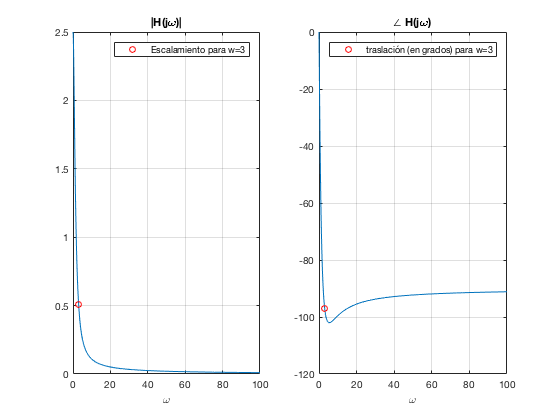 |H(jω)|
Escalamiento para w=3
2.5
2
1.5
1
0.5
0
0 20 40 60 80 100
ω
∠ H(jω)
traslación (en grados) para w=3
0
-20
-40
-60
-80
-100
-120
0 20 40 60 80 100
ω